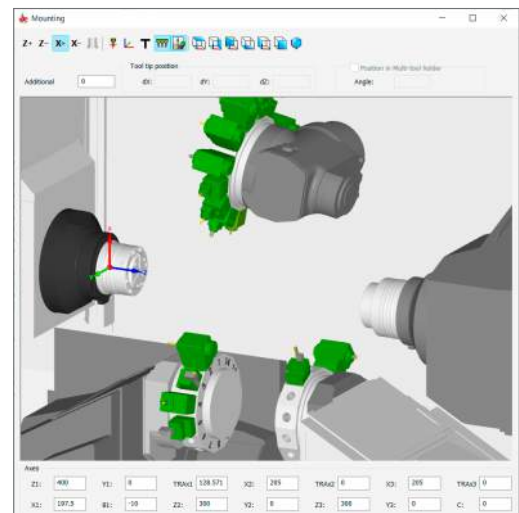 Mounting
Z+ Z- X+ X-
Tool tip position
Position in Multi-tool holder
Additional 0 dX: dY: dZ: Angle:
Axes
Z1: 400 Y1: 0 TRAx1 128.571 X2: 205 TRAx2 0 X3: 205 TRAx3 0
X1: 197.5 B1: -10 Z2: 300 Y2: 0 Z3: 300 Y3: 0 C: 0